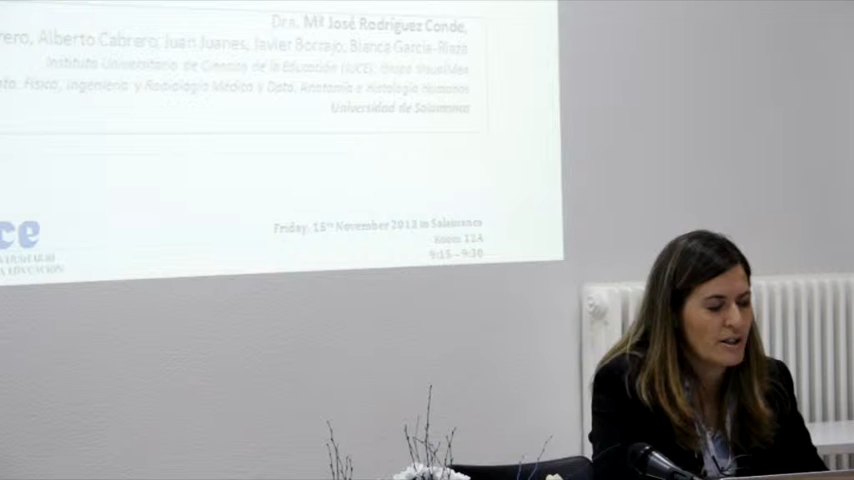 Dra. Mª José Rodríguez Conde,
Alberto Cabrero, Juan Juanes, Javier Borrajo, Blanca García-Riaza
Instituto Universitario de Ciencias de la Educación (IUCE), Grupo VisualMed
Física, Ingeniería y Radiología Médica y Dpto. Anatomía e Histología Humanas
Universidad de Salamanca
Friday, 15th November 2013 in Salamanca
Room 13A
9:15 – 9:30
ce
EDUCACIÓN